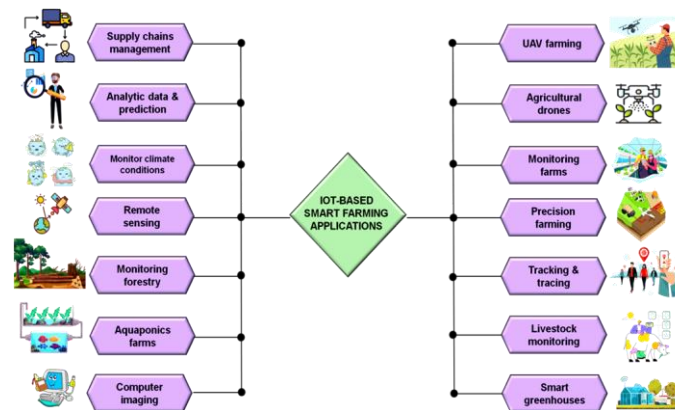 Supply chains
management
Analytic data &
prediction
Monitor climate
conditions
Remote
sensing
Monitoring
forestry
Aquaponics
farms
Computer
imaging
IOT-BASED
SMART FARMING
APPLICATIONS
UAV farming
Agricultural
drones
Monitoring
farms
Precision
farming
Tracking &
tracing
Livestock
monitoring
Smart
greenhouses